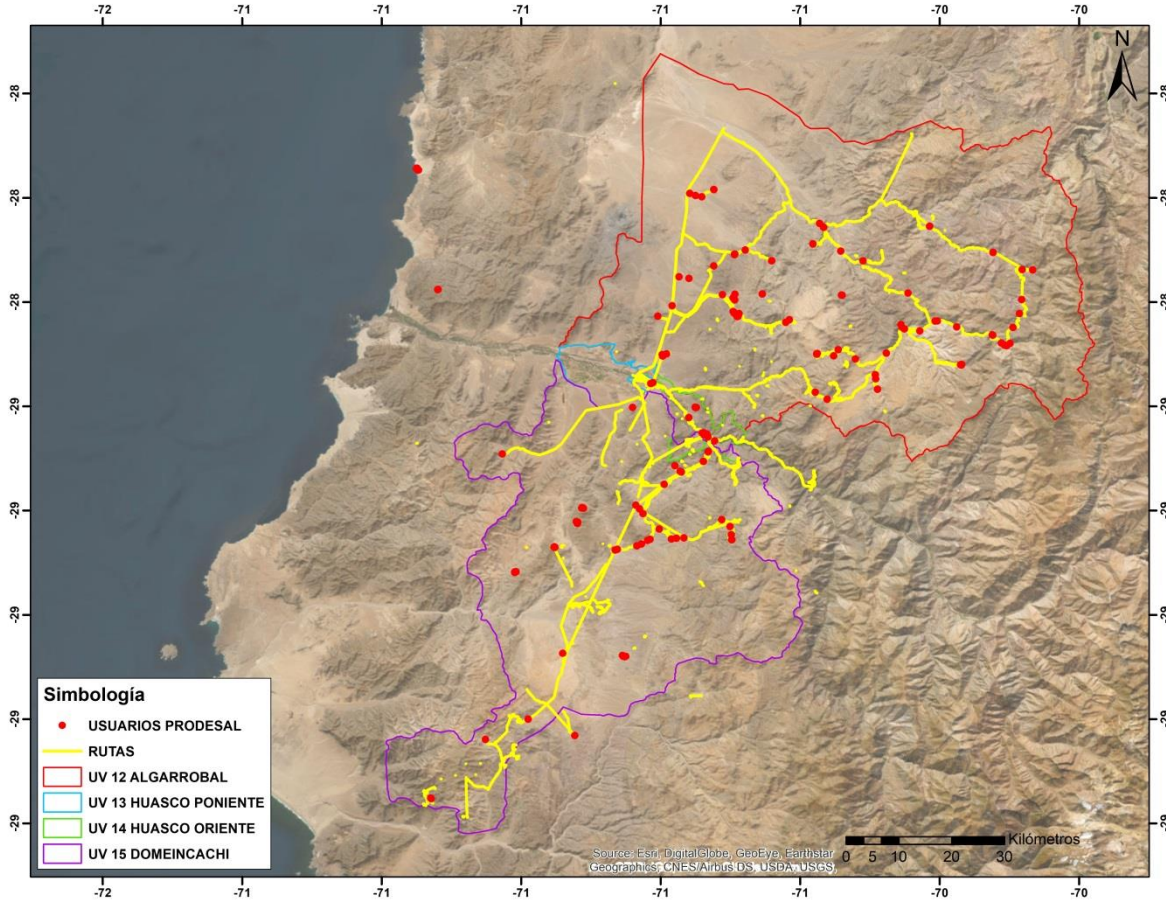 -72
-71
-71
-71
-71
-71
-70
-70
N
-28
-28
-28
-28
-28
-28
-29
-29
-29
-29
-29
-29
-29
-29
-29
-29
Simbología
USUARIOS PRODESAL
RUTAS
UV 12 ALGARROBAL
UV 13 HUASCO PONIENTE
UV 14 HUASCO ORIENTE
UV 15 DOMEINCACHI
Kilómetros
0 5 10 20 30
Source: Esri, DigitalGlobe, GeoEye, Earthstar
Geographics, CNES/Airbus DS, USDA, USGS,
-72
-71
-71
-71
-71
-71
-70
-70